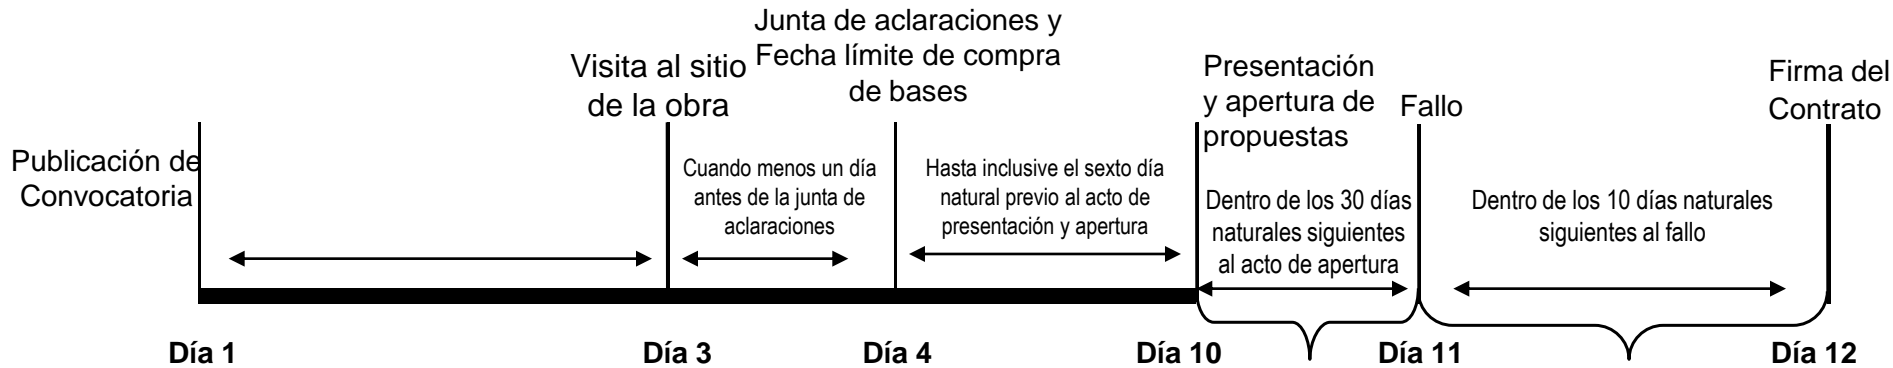 Publicación de
Convocatoria
Visita al sitio
de la obra
Junta de aclaraciones y
Fecha límite de compra
de bases
Presentación
y apertura de
propuestas
Fallo
Firma del
Contrato
Cuando menos un día
antes de la junta de
aclaraciones
Hasta inclusive el sexto día
natural previo al acto de
presentación y apertura
Dentro de los 30 días
naturales siguientes
al acto de apertura
Dentro de los 10 días naturales
siguientes al fallo
Día 1
Día 3
Día 4
Día 10
Día 11
Día 12